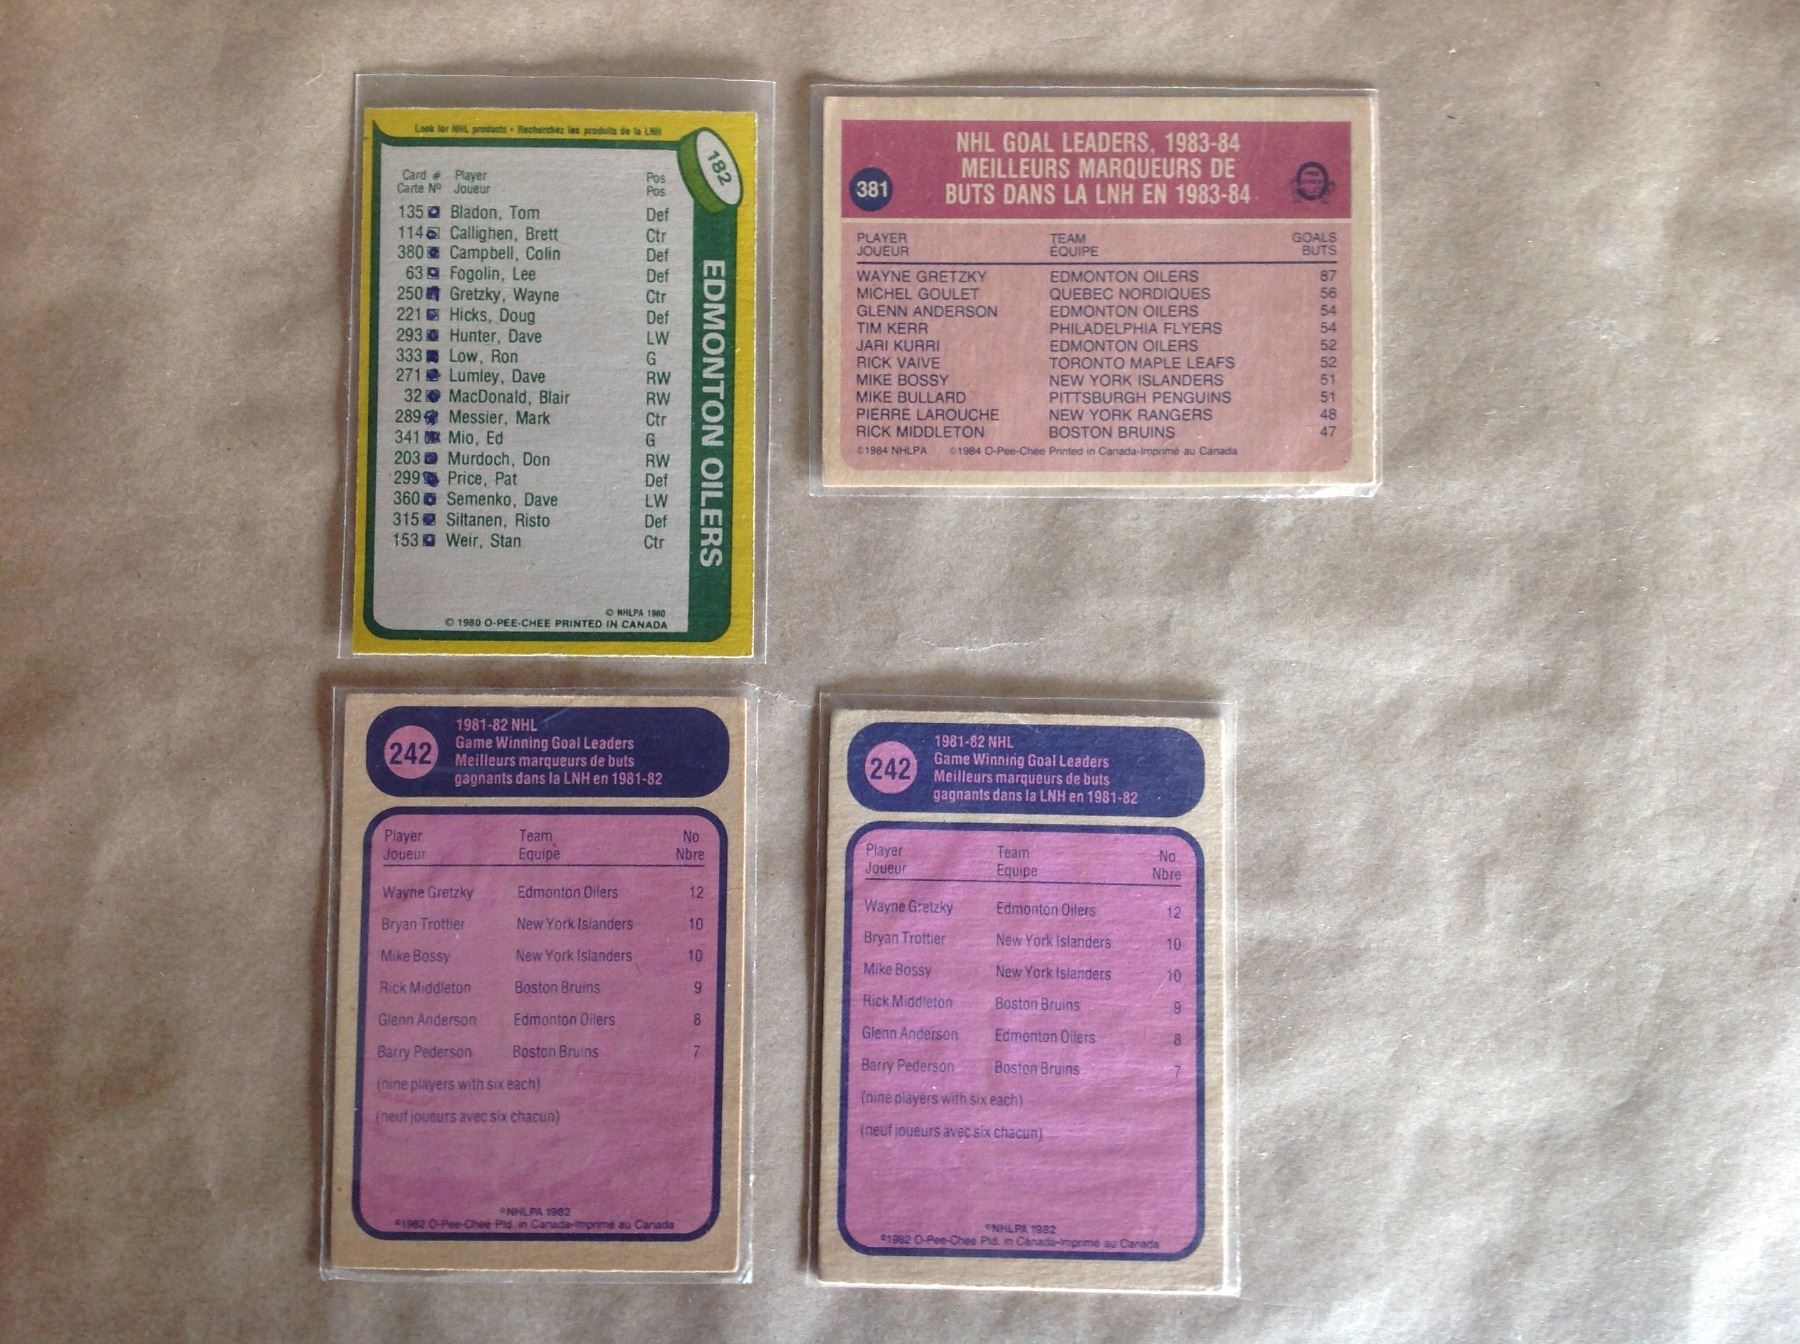 Look for NHL products • Recherchez les produits de la LNH
182
Card # Player Pos
Carte Nº Joueur Pos
135 Bladon, Tom Def
114 Callighen, Brett Ctr
380 Campbell, Colin Def
63 Fogolin, Lee Def
250 Gretzky, Wayne Ctr
221 Hicks, Doug Def
293 Hunter, Dave LW
333 Low, Ron G
271 Lumley, Dave RW
32 MacDonald, Blair RW
289 Messier, Mark Ctr
341 Mio, Ed G
203 Murdoch, Don RW
299 Price, Pat Def
360 Semenko, Dave LW
315 Siltanen, Risto Def
153 Weir, Stan Ctr
EDMONTON OILERS
© NHLPA 1980
© 1980 O-PEE-CHEE PRINTED IN CANADA
NHL GOAL LEADERS, 1983-84
MEILLEURS MARQUEURS DE
BUTS DANS LA LNH EN 1983-84
381
PLAYER TEAM GOALS
JOUEUR ÉQUIPE BUTS
WAYNE GRETZKY EDMONTON OILERS 87
MICHEL GOULET QUEBEC NORDIQUES 56
GLENN ANDERSON EDMONTON OILERS 54
TIM KERR PHILADELPHIA FLYERS 54
JARI KURRI EDMONTON OILERS 52
RICK VAIVE TORONTO MAPLE LEAFS 52
MIKE BOSSY NEW YORK ISLANDERS 51
MIKE BULLARD PITTSBURGH PENGUINS 51
PIERRE LAROUCHE NEW YORK RANGERS 48
RICK MIDDLETON BOSTON BRUINS 47
©1984 NHLPA ©1984 O-Pee-Chee Printed in Canada-Imprimé au Canada
242
1981-82 NHL
Game Winning Goal Leaders
Meilleurs marqueurs de buts
gagnants dans la LNH en 1981-82
Player Team No.
Joueur Equipe Nbre
Wayne Gretzky Edmonton Oilers 12
Bryan Trottier New York Islanders 10
Mike Bossy New York Islanders 10
Rick Middleton Boston Bruins 9
Glenn Anderson Edmonton Oilers 8
Barry Pederson Boston Bruins 7
(nine players with six each)
(neuf joueurs avec six chacun)
©NHLPA 1982
©1982 O-Pee-Chee Ptd. in Canada-Imprimé au Canada
242
1981-82 NHL
Game Winning Goal Leaders
Meilleurs marqueurs de buts
gagnants dans la LNH en 1981-82
Player Team No.
Joueur Equipe Nbre
Wayne Gretzky Edmonton Oilers 12
Bryan Trottier New York Islanders 10
Mike Bossy New York Islanders 10
Rick Middleton Boston Bruins 9
Glenn Anderson Edmonton Oilers 8
Barry Pederson Boston Bruins 7
(nine players with six each)
(neuf joueurs avec six chacun)
©NHLPA 1982
©1982 O-Pee-Chee Ptd. in Canada-Imprimé au Canada